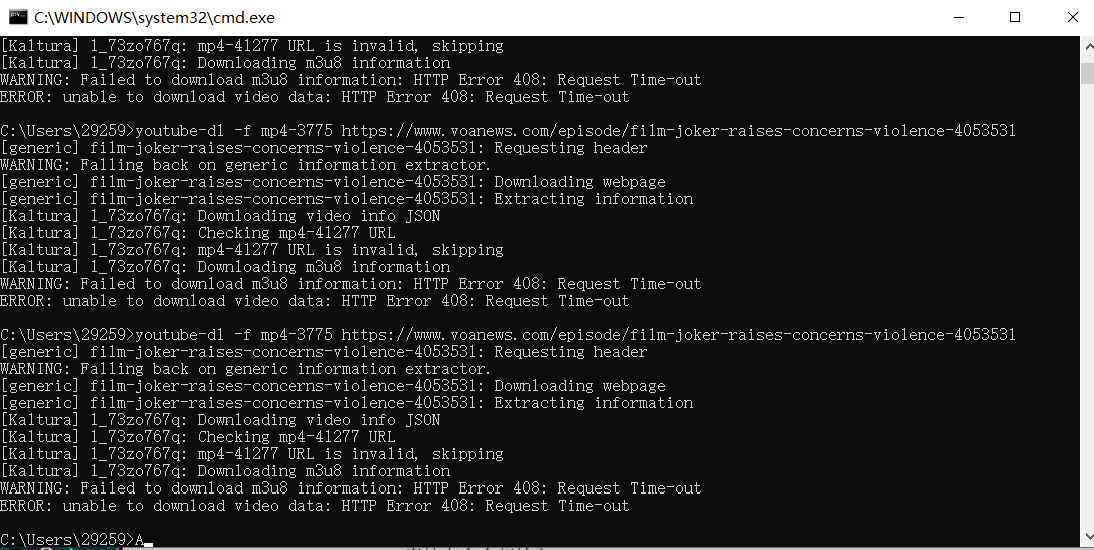 C:\WINDOWS\system32\cmd.exe
[Kaltura] 1_73zo767q: mp4-41277 URL is invalid, skipping
[Kaltura] 1_73zo767q: Downloading m3u8 information
WARNING: Failed to download m3u8 information: HTTP Error 408: Request Time-out
ERROR: unable to download video data: HTTP Error 408: Request Time-out
C:\Users\29259>youtube-dl -f mp4-3775 https://www.voanews.com/episode/film-joker-raises-concerns-violence-4053531
[generic] film-joker-raises-concerns-violence-4053531: Requesting header
WARNING: Falling back on generic information extractor.
[generic] film-joker-raises-concerns-violence-4053531: Downloading webpage
[generic] film-joker-raises-concerns-violence-4053531: Extracting information
[Kaltura] 1_73zo767q: Downloading video info JSON
[Kaltura] 1_73zo767q: Checking mp4-41277 URL
[Kaltura] 1_73zo767q: mp4-41277 URL is invalid, skipping
[Kaltura] 1_73zo767q: Downloading m3u8 information
WARNING: Failed to download m3u8 information: HTTP Error 408: Request Time-out
ERROR: unable to download video data: HTTP Error 408: Request Time-out
C:\Users\29259>youtube-dl -f mp4-3775 https://www.voanews.com/episode/film-joker-raises-concerns-violence-4053531
[generic] film-joker-raises-concerns-violence-4053531: Requesting header
WARNING: Falling back on generic information extractor.
[generic] film-joker-raises-concerns-violence-4053531: Downloading webpage
[generic] film-joker-raises-concerns-violence-4053531: Extracting information
[Kaltura] 1_73zo767q: Downloading video info JSON
[Kaltura] 1_73zo767q: Checking mp4-41277 URL
[Kaltura] 1_73zo767q: mp4-41277 URL is invalid, skipping
[Kaltura] 1_73zo767q: Downloading m3u8 information
WARNING: Failed to download m3u8 information: HTTP Error 408: Request Time-out
ERROR: unable to download video data: HTTP Error 408: Request Time-out
C:\Users\29259>A